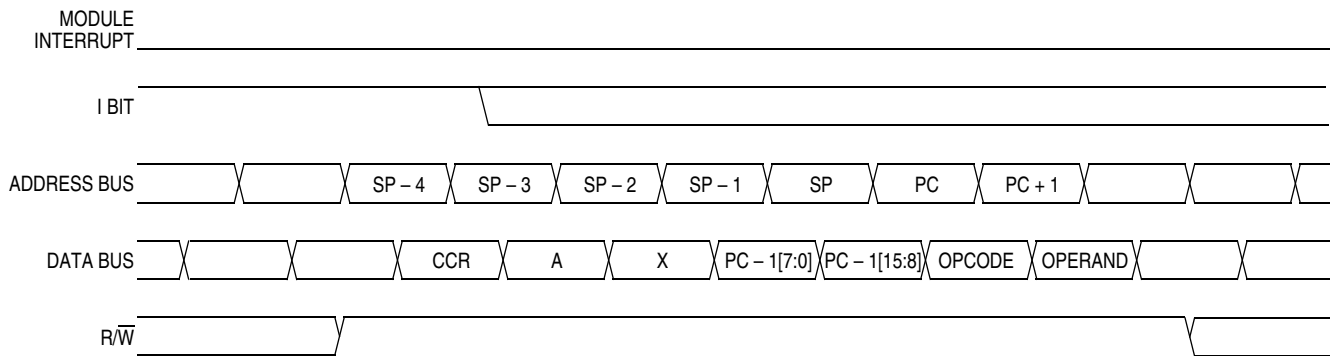 MODULE
INTERRUPT
I BIT
ADDRESS BUS SP – 4 SP – 3 SP – 2 SP – 1 SP PC PC + 1
DATA BUS CCR A X PC – 1[7:0] PC – 1[15:8] OPCODE OPERAND
R/W̅